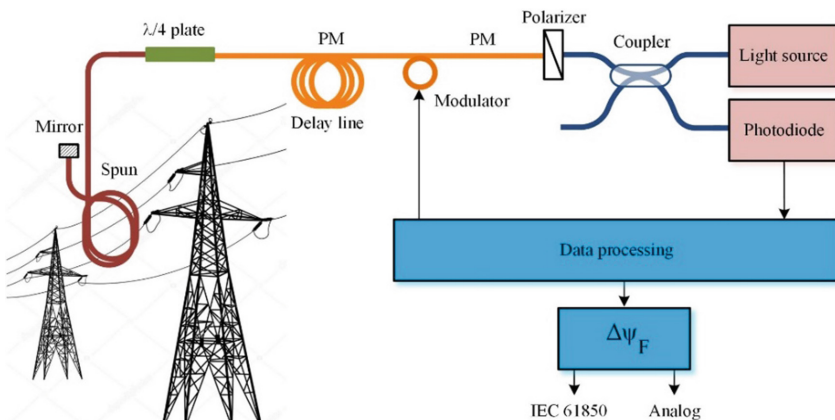 λ/4 plate
PM
PM
Polarizer
Coupler
Light source
Mirror
Spun
Delay line
Modulator
Photodiode
Data processing
Δψ_F
IEC 61850
Analog